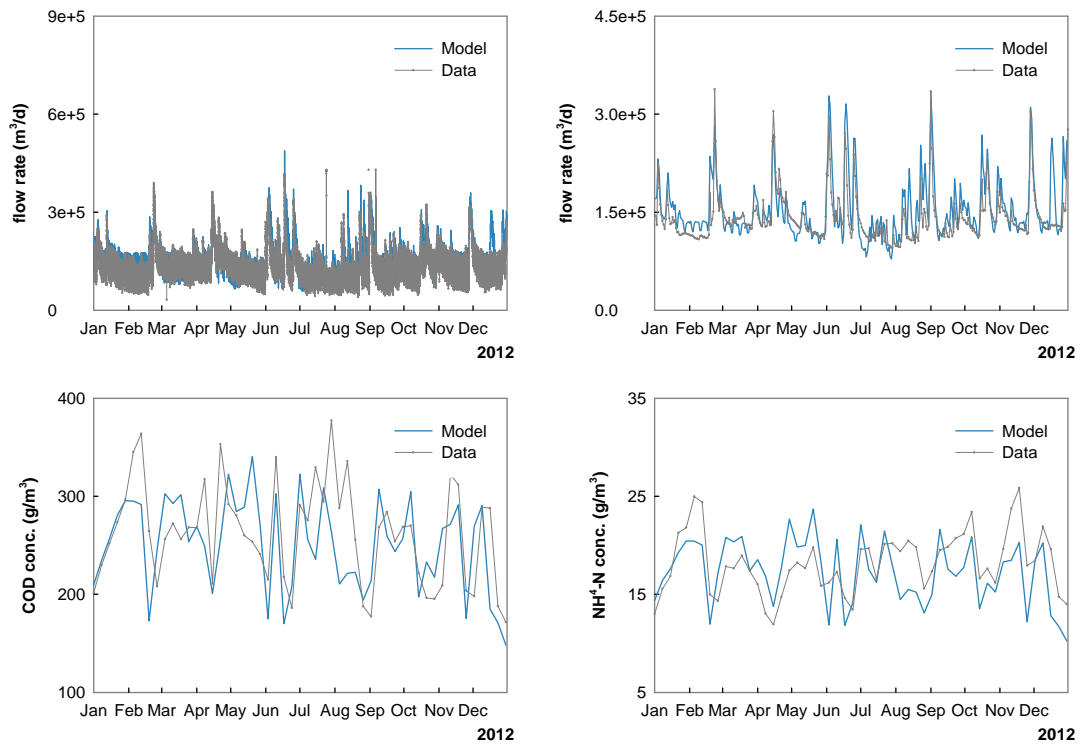 9e+5
6e+5
3e+5
0
flow rate (m³/d)
Model
Data
Jan Feb Mar Apr May Jun Jul Aug Sep Oct Nov Dec
2012
4.5e+5
3.0e+5
1.5e+5
0.0
flow rate (m³/d)
Model
Data
Jan Feb Mar Apr May Jun Jul Aug Sep Oct Nov Dec
2012
400
300
200
100
COD conc. (g/m³)
Model
Data
Jan Feb Mar Apr May Jun Jul Aug Sep Oct Nov Dec
2012
35
25
15
5
NH⁴-N conc. (g/m³)
Model
Data
Jan Feb Mar Apr May Jun Jul Aug Sep Oct Nov Dec
2012